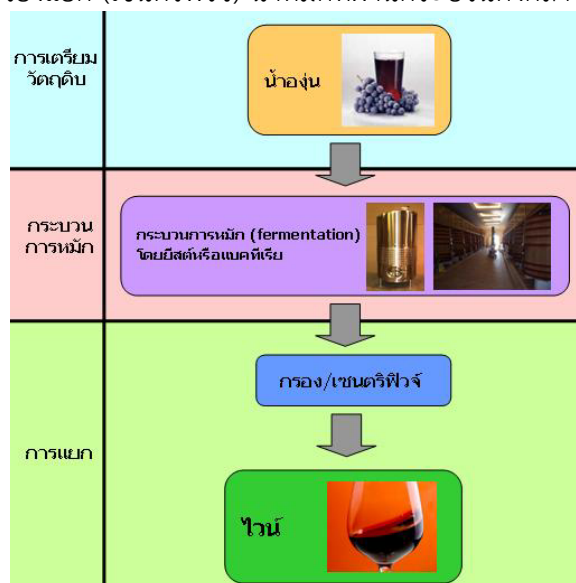 การเตรียม
วัตถุดิบ
น้ำองุ่น
กระบวน
การหมัก
กระบวนการหมัก (fermentation)
โดยยีสต์หรือแบคทีเรีย
กรอง/เซนตริฟิวจ์
การแยก
ไวน์